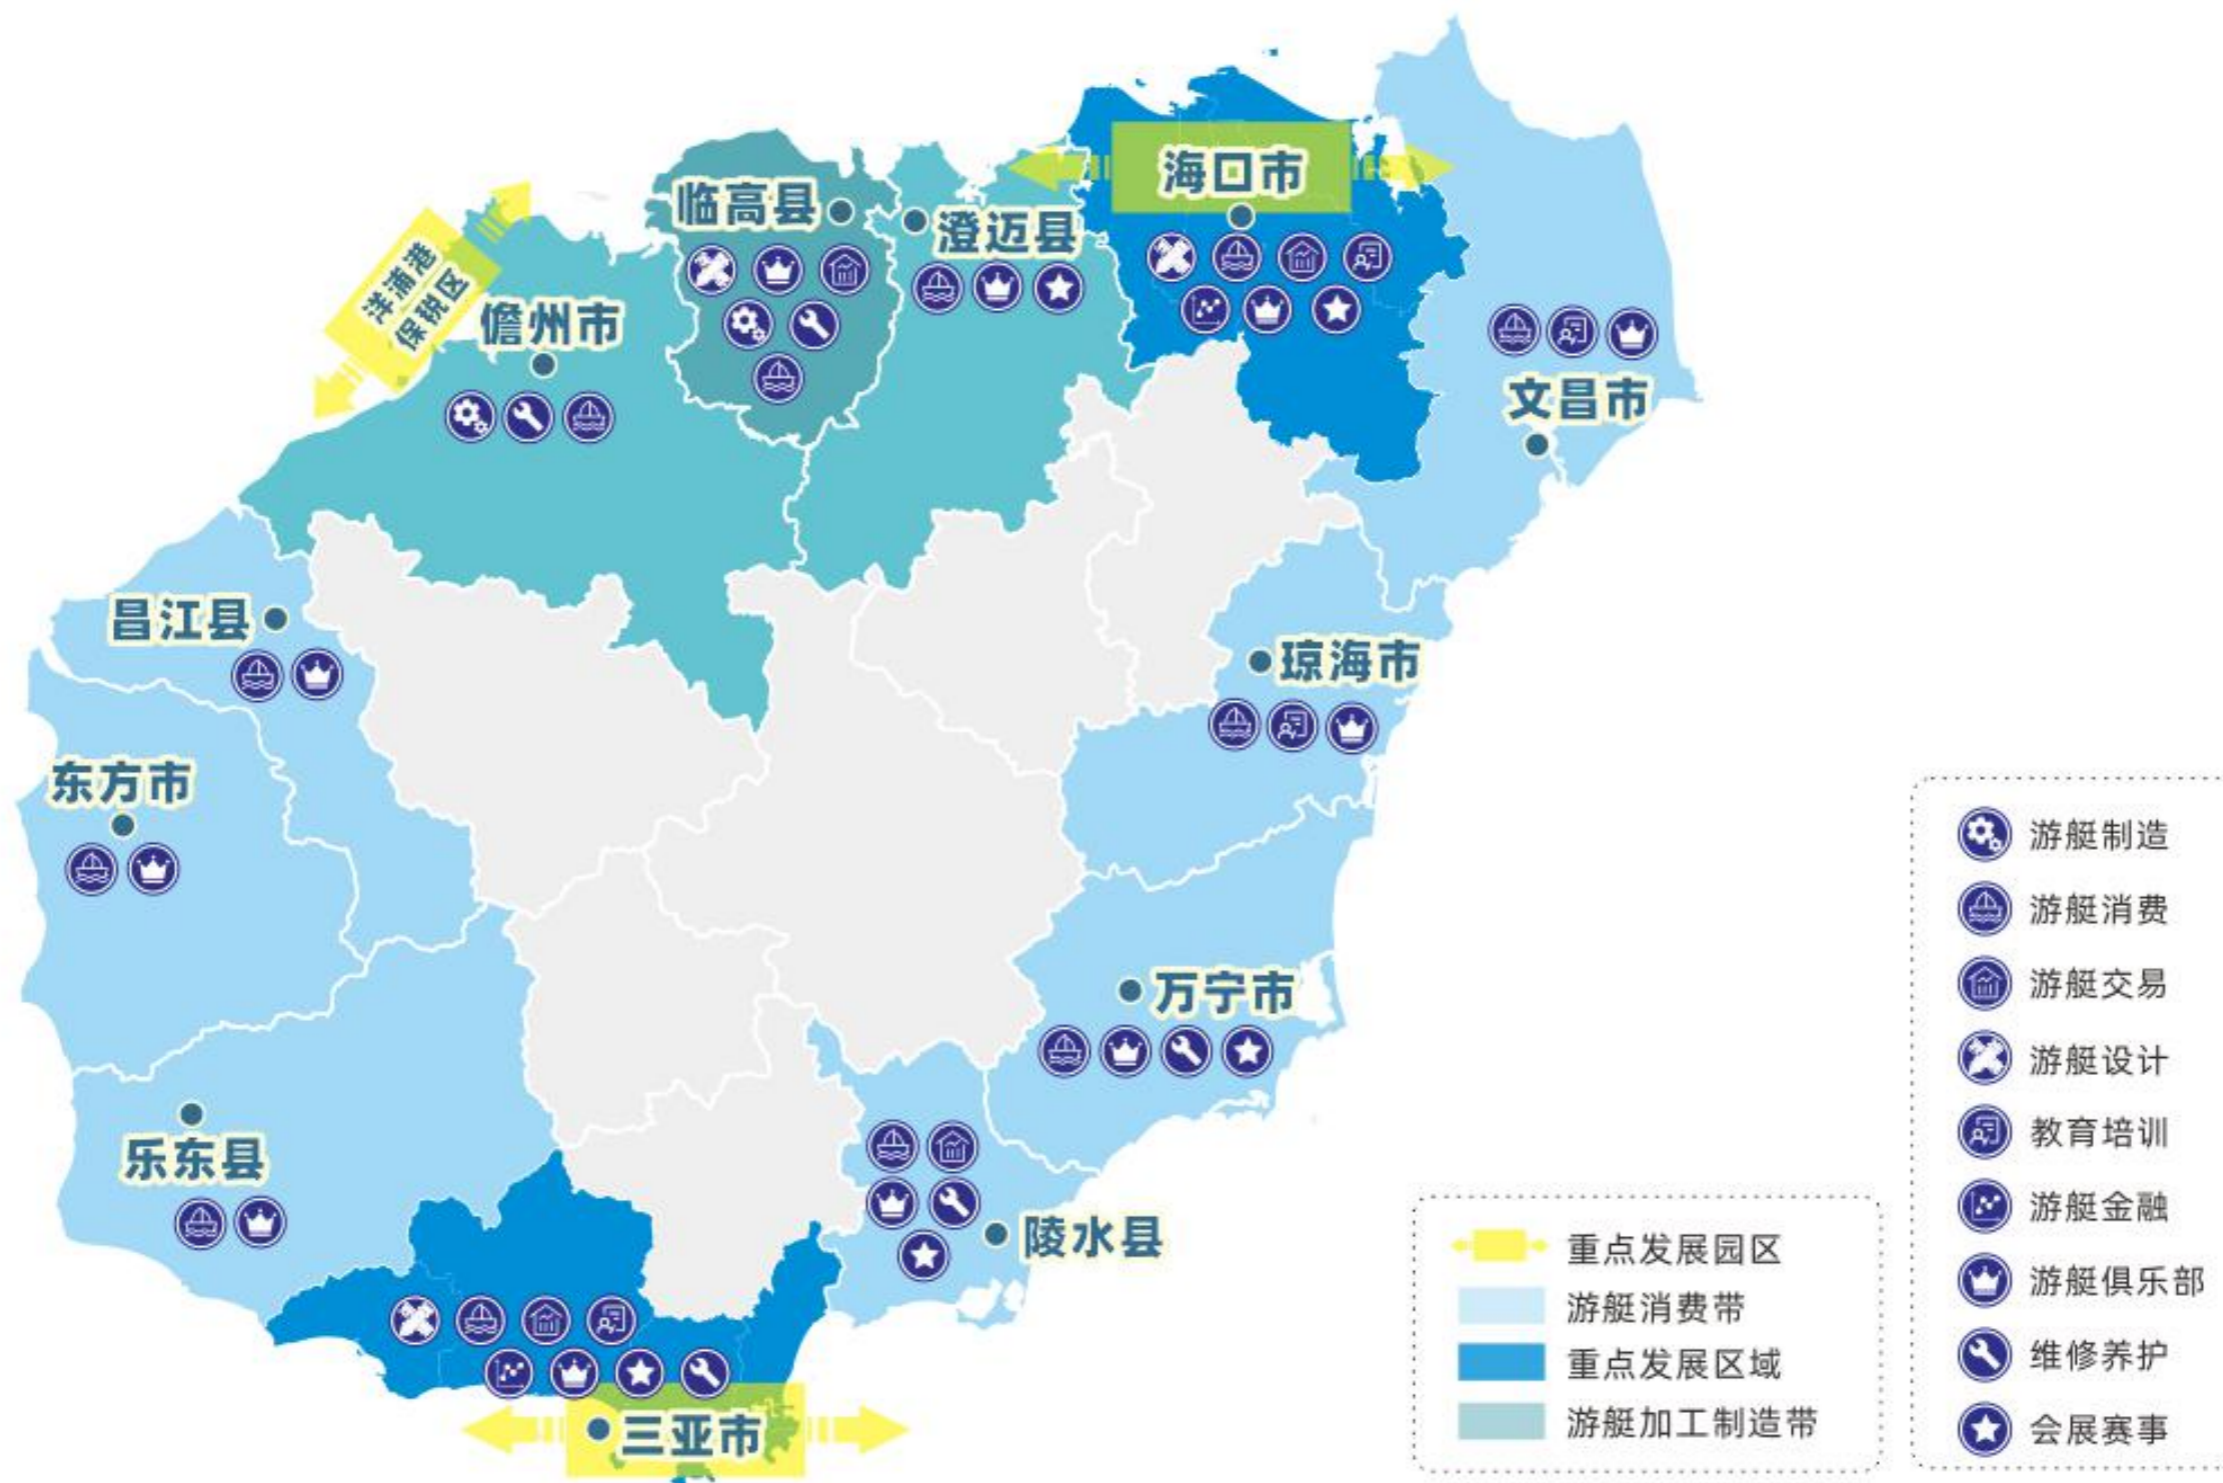 海口市
临高县
澄迈县
洋浦港
保税区
儋州市
文昌市
昌江县
琼海市
东方市
万宁市
乐东县
陵水县
三亚市
重点发展园区
游艇消费带
重点发展区域
游艇加工制造带
游艇制造
游艇消费
游艇交易
游艇设计
教育培训
游艇金融
游艇俱乐部
维修养护
会展赛事